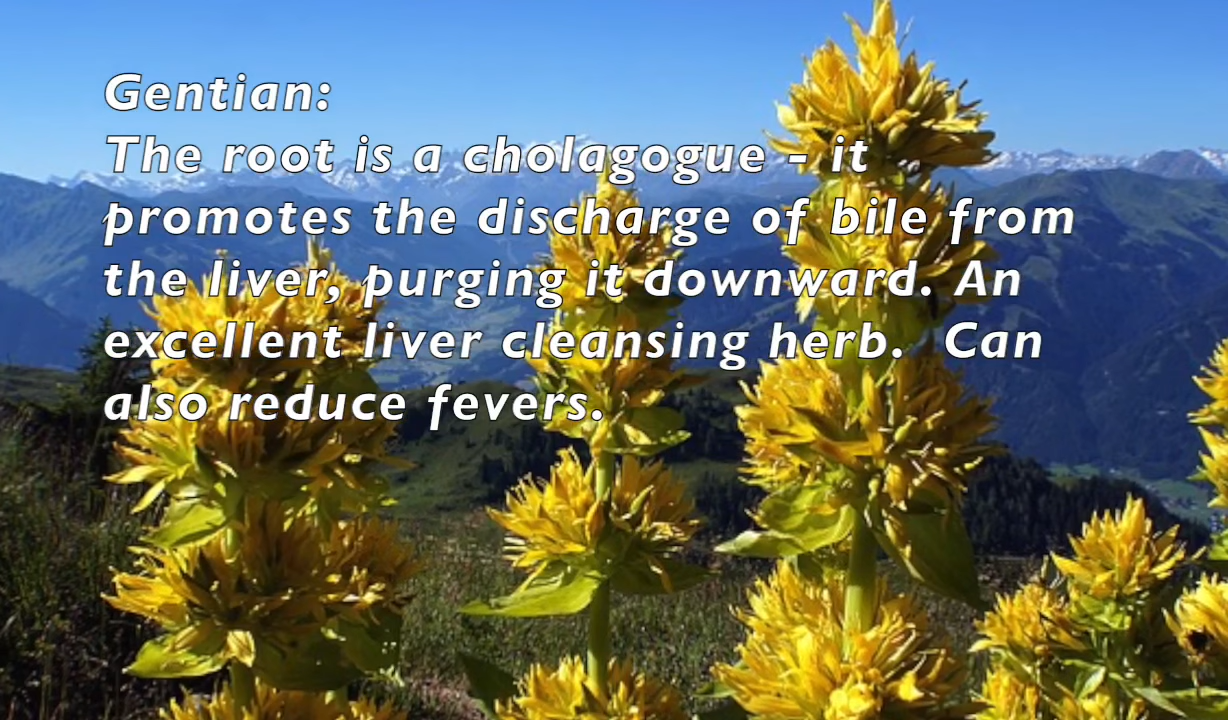 Gentian:
The root is a cholagogue - it
promotes the discharge of bile from
the liver, purging it downward. An
excellent liver cleansing herb.  Can
also reduce fevers.